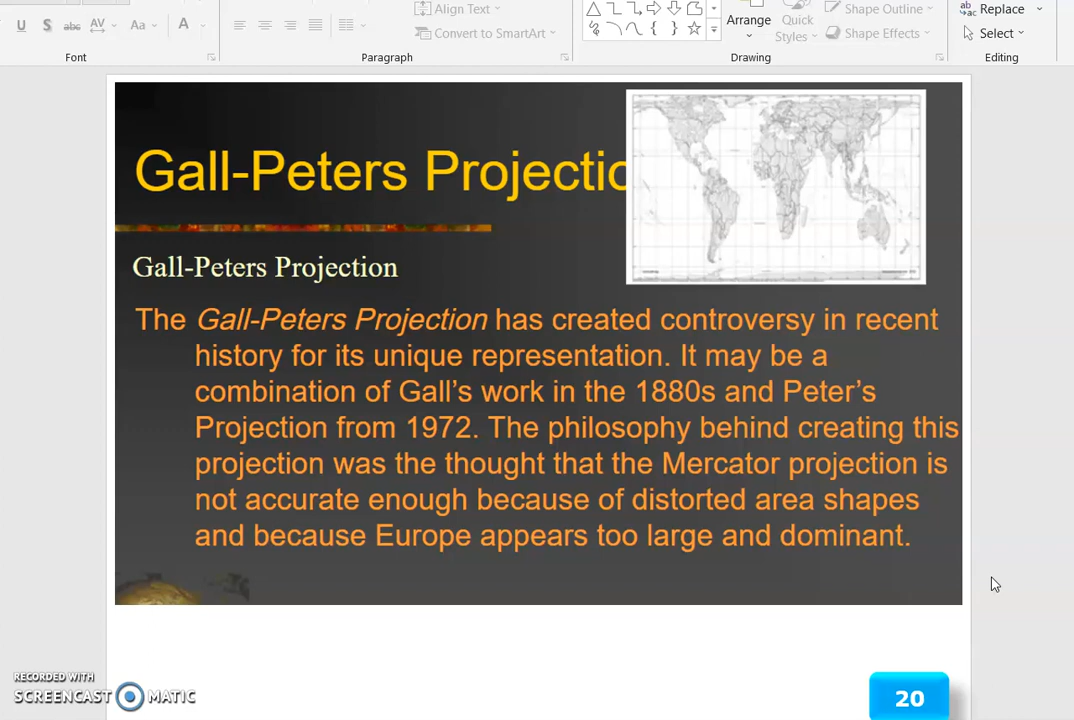 Align Text
Convert to SmartArt
U S abc AV Aa A
Arrange
Quick
Styles
Shape Outline
Shape Effects
Replace
Select
Font
Paragraph
Drawing
Editing
Gall-Peters Projectio
Gall-Peters Projection
The Gall-Peters Projection has created controversy in recent
history for its unique representation. It may be a
combination of Gall’s work in the 1880s and Peter’s
Projection from 1972. The philosophy behind creating this
projection was the thought that the Mercator projection is
not accurate enough because of distorted area shapes
and because Europe appears too large and dominant.
RECORDED WITH
SCREENCAST MATIC
20